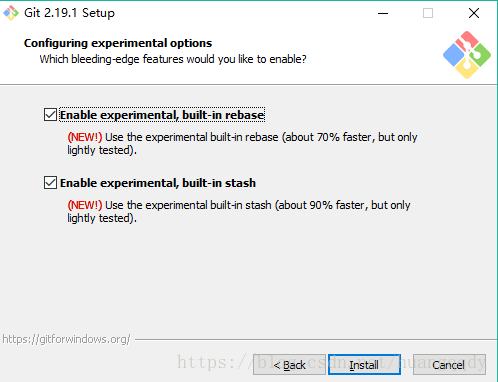 Git 2.19.1 Setup
Configuring experimental options
Which bleeding-edge features would you like to enable?
Enable experimental, built-in rebase
(NEW!) Use the experimental built-in rebase (about 70% faster, but only
lightly tested).
Enable experimental, built-in stash
(NEW!) Use the experimental built-in stash (about 90% faster, but only
lightly tested).
https://gitforwindows.org/
< Back
Install
Cancel